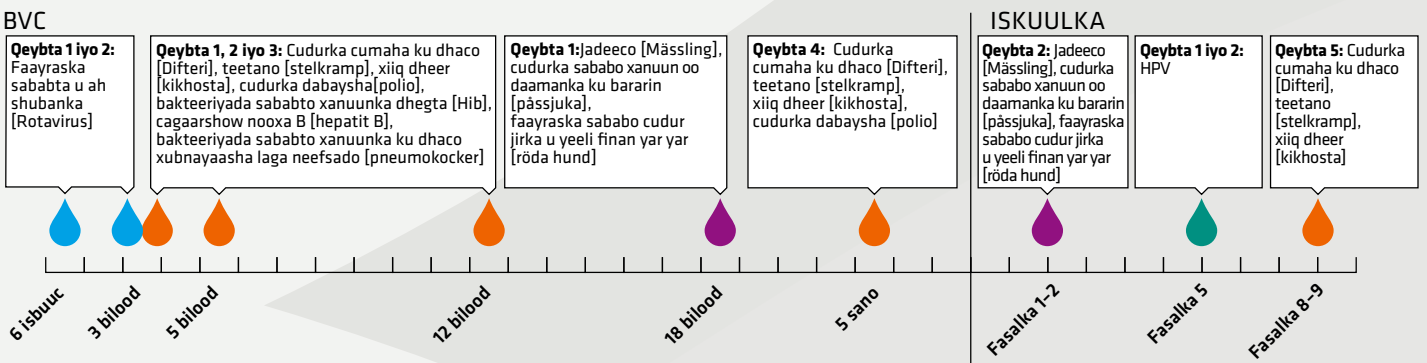 BVC
Qeybta 1 iyo 2:
Faayraska
sababta u ah
shubanka
[Rotavirus]
Qeybta 1, 2 iyo 3: Cudurka cumaha ku dhaco
[Difteri], teetano [stelkramp], xiiq dheer
[kikhosta], cudurka dabaysha[polio],
bakteeriyada sababto xanuunka dhegta [Hib],
cagaarshow nooxa B [hepatit B],
bakteeriyada sababto xanuunka ku dhaco
xubnayaasha laga neefsado [pneumokocker]
Qeybta 1:Jadeeco [Mässling],
cudurka sababo xanuun oo
daamanka ku bararin
[påssjuka],
faayraska sababo cudur
jirka u yeeli finan yar yar
[röda hund]
Qeybta 4: Cudurka
cumaha ku dhaco [Difteri],
teetano [stelkramp],
xiiq dheer [kikhosta],
cudurka dabaysha [polio]
ISKUULKA
Qeybta 2: Jadeeco
[Mässling], cudurka
sababo xanuun oo
daamanka ku bararin
[påssjuka], faayraska
sababo cudur jirka
u yeeli finan yar yar
[röda hund]
Qeybta 1 iyo 2:
HPV
Qeybta 5: Cudurka
cumaha ku dhaco
[Difteri],
teetano
[stelkramp],
xiiq dheer
[kikhosta]
6 isbuuc
3 bilood
5 bilood
12 bilood
18 bilood
5 sano
Fasalka 1–2
Fasalka 5
Fasalka 8–9